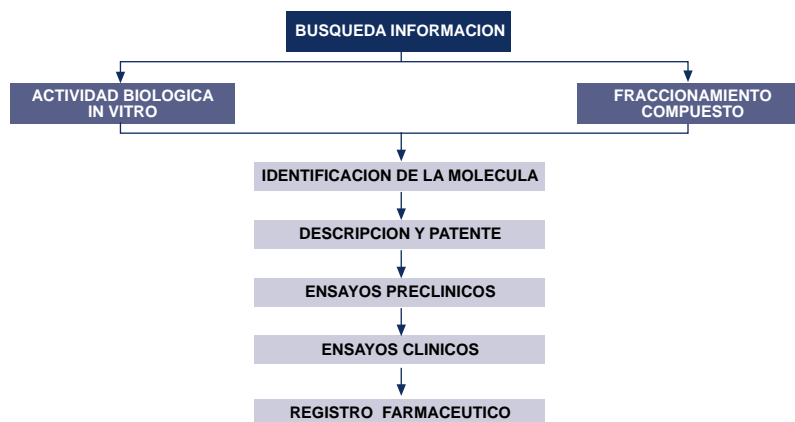 BUSQUEDA INFORMACION
ACTIVIDAD BIOLOGICA
IN VITRO
FRACCIONAMIENTO
COMPUESTO
IDENTIFICACION DE LA MOLECULA
DESCRIPCION Y PATENTE
ENSAYOS PRECLINICOS
ENSAYOS CLINICOS
REGISTRO FARMACEUTICO